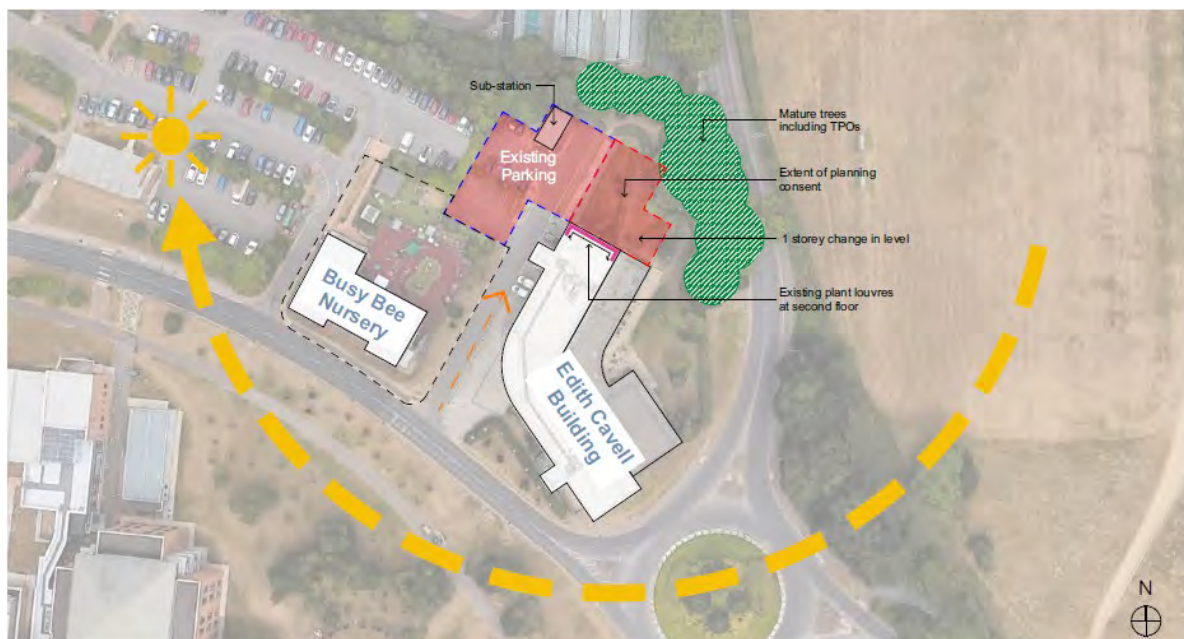 Sub-station
Mature trees
including TPOs
Existing
Parking
Extent of planning
consent
1 storey change in level
Busy Bee
Nursery
Existing plant louvres
at second floor
Edith Cavell
Building
N